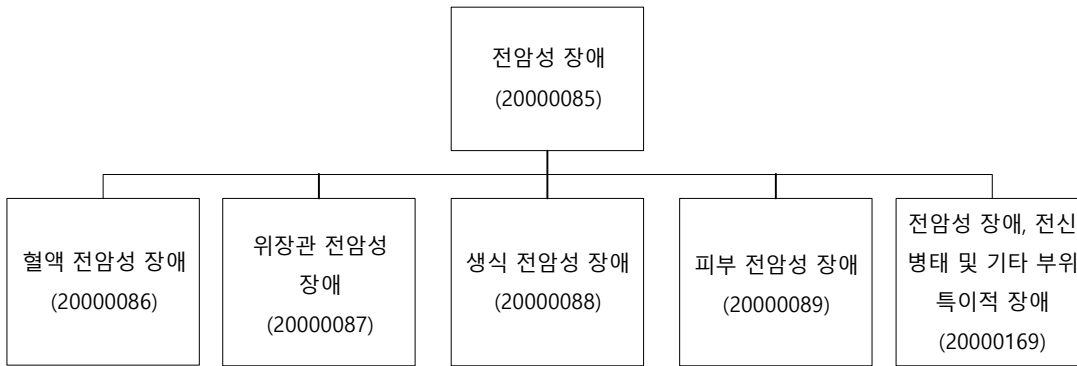 전암성 장애
(20000085)
혈액 전암성 장애
(20000086)
위장관 전암성
장애
(20000087)
생식 전암성 장애
(20000088)
피부 전암성 장애
(20000089)
전암성 장애, 전신
병태 및 기타 부위
특이적 장애
(20000169)